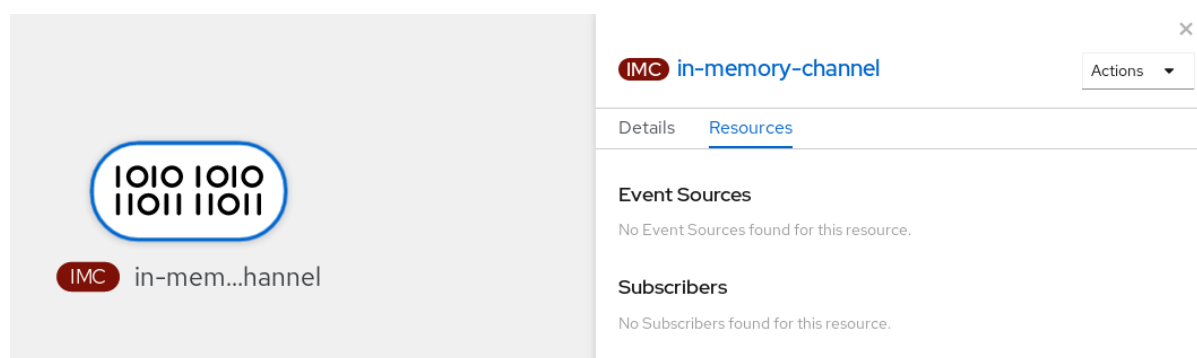 1010 1010
11011 11011
IMC in-mem...hannel
×
IMC in-memory-channel
Actions
Details Resources
Event Sources
No Event Sources found for this resource.
Subscribers
No Subscribers found for this resource.